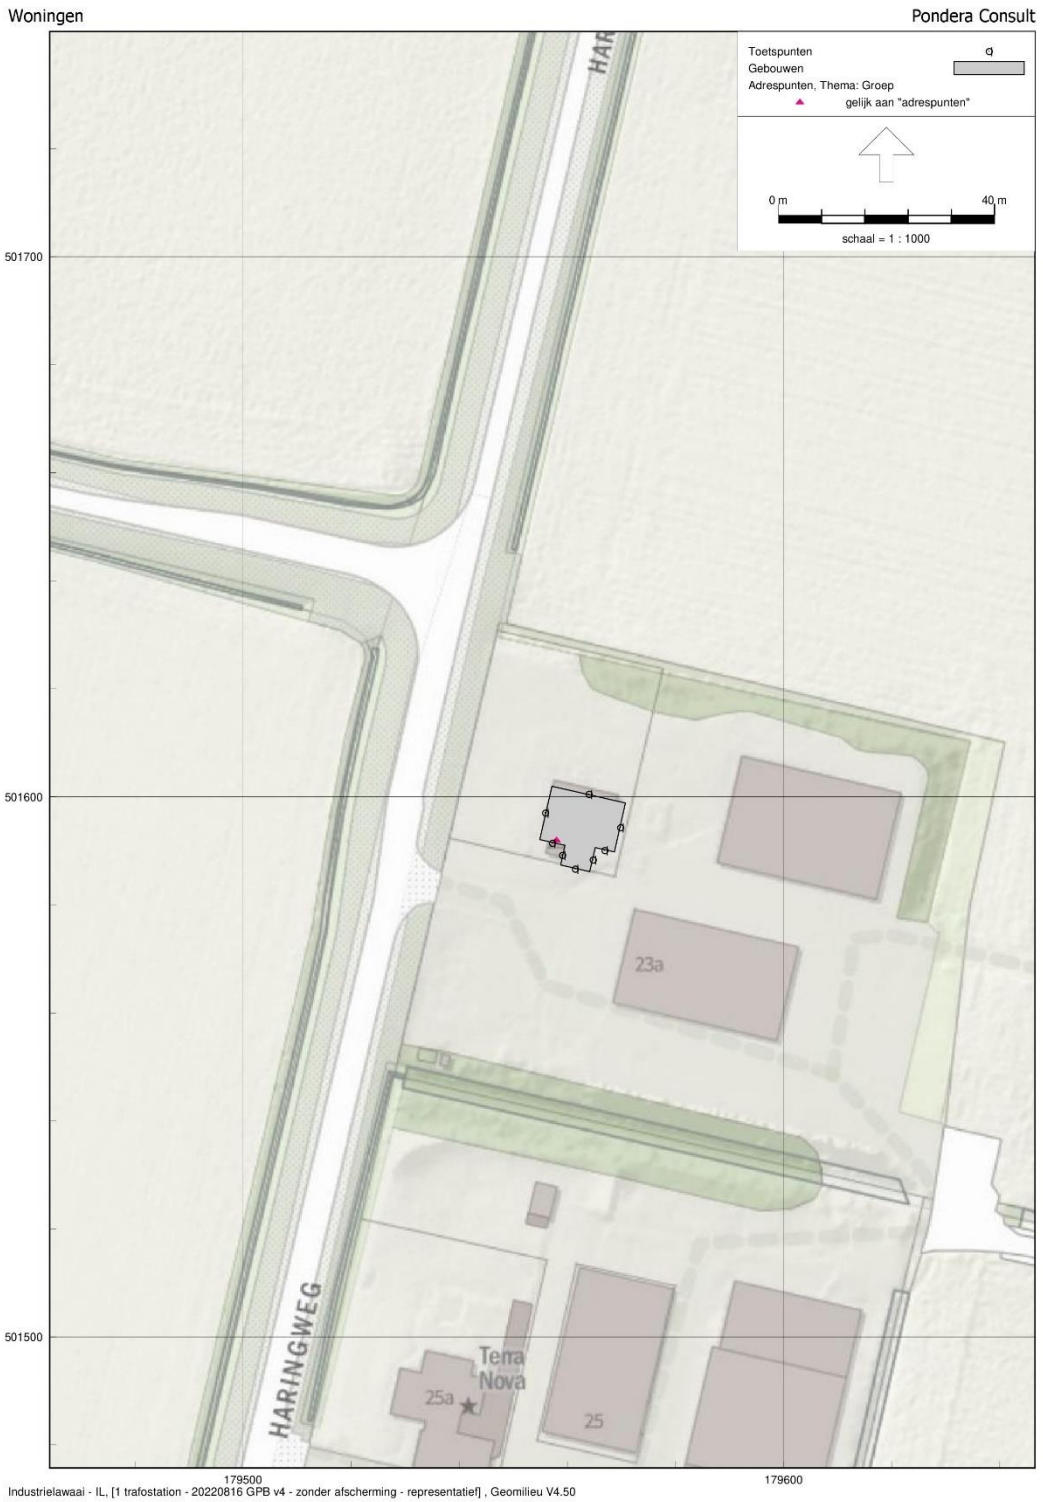 Woningen
Pondera Consult
HAR
Toetspunten
Gebouwen
Adrespunten, Thema: Groep
gelijk aan "adrespunten"
0 m
40 m
schaal = 1 : 1000
501700
501600
23a
501500
HARINGWEG
Terra
Nova
25a
25
179500
179600
Industrielawaai - IL, [1 trafostation - 20220816 GPB v4 - zonder afscherming - representatief] , Geomilieu V4.50